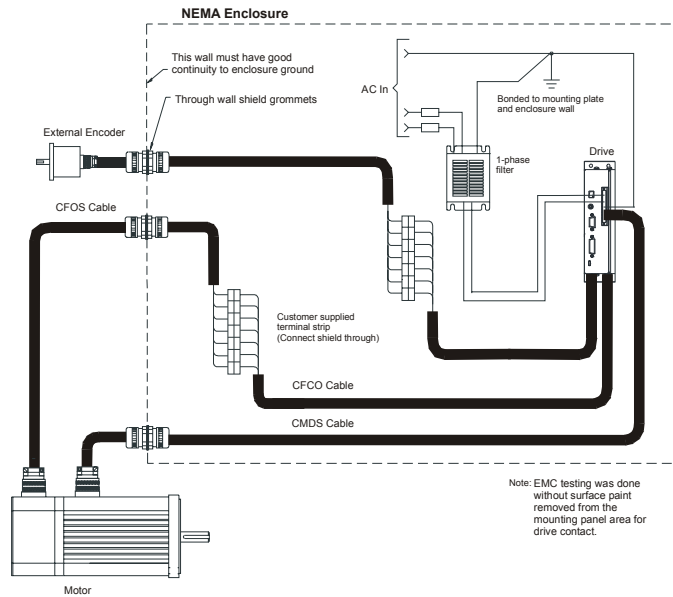 NEMA Enclosure
This wall must have good
continuity to enclosure ground
Through wall shield grommets
AC In
Bonded to mounting plate
and enclosure wall
External Encoder
1-phase
filter
Drive
CFOS Cable
Customer supplied
terminal strip
(Connect shield through)
CFCO Cable
CMDS Cable
Note: EMC testing was done
without surface paint
removed from the
mounting panel area for
drive contact.
Motor